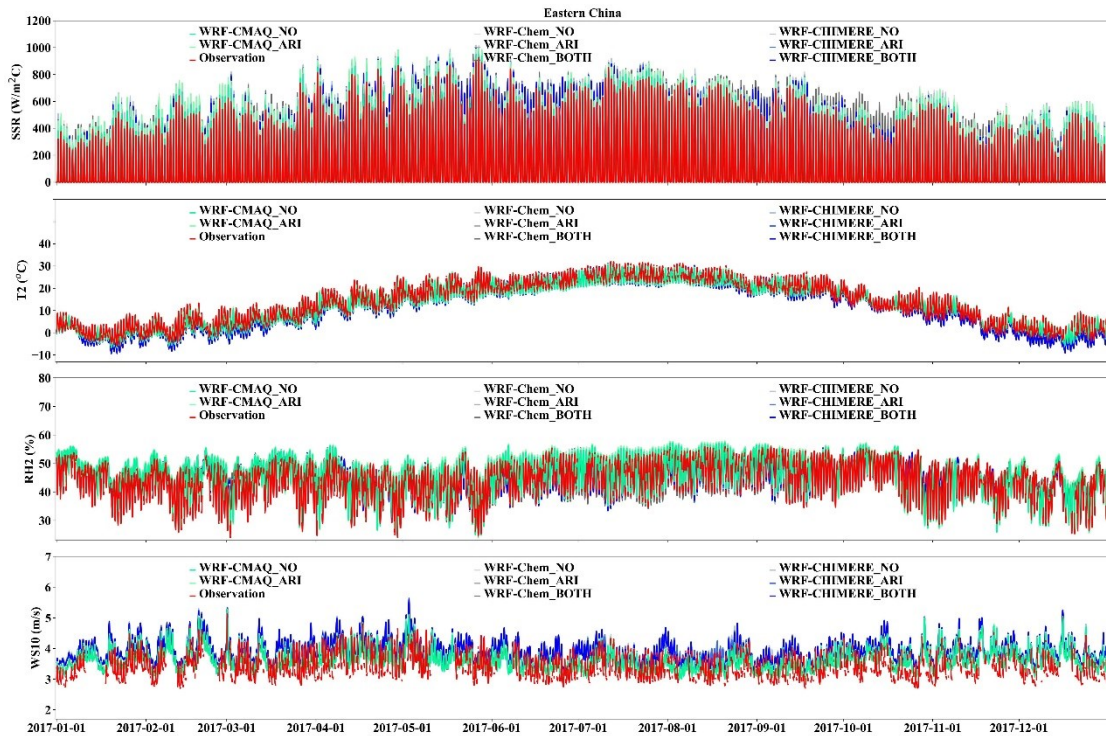 Eastern China
1200
1000
800
600
400
200
0
SSR (W/m²C)
WRF-CMAQ_NO WRF-Chem_NO WRF-CHIMERE_NO
WRF-CMAQ_ARI WRF-Chem_ARI WRF-CHIMERE_ARI
Observation WRF-Chem_BOTH WRF-CHIMERE_BOTH
40
30
20
10
0
−10
T2 (°C)
WRF-CMAQ_NO WRF-Chem_NO WRF-CHIMERE_NO
WRF-CMAQ_ARI WRF-Chem_ARI WRF-CHIMERE_ARI
Observation WRF-Chem_BOTH WRF-CHIMERE_BOTH
80
70
60
50
40
30
RH2 (%)
WRF-CMAQ_NO WRF-Chem_NO WRF-CHIMERE_NO
WRF-CMAQ_ARI WRF-Chem_ARI WRF-CHIMERE_ARI
Observation WRF-Chem_BOTH WRF-CHIMERE_BOTH
7
6
5
4
3
2
WS10 (m/s)
WRF-CMAQ_NO WRF-Chem_NO WRF-CHIMERE_NO
WRF-CMAQ_ARI WRF-Chem_ARI WRF-CHIMERE_ARI
Observation WRF-Chem_BOTH WRF-CHIMERE_BOTH
2017-01-01 2017-02-01 2017-03-01 2017-04-01 2017-05-01 2017-06-01 2017-07-01 2017-08-01 2017-09-01 2017-10-01 2017-11-01 2017-12-01